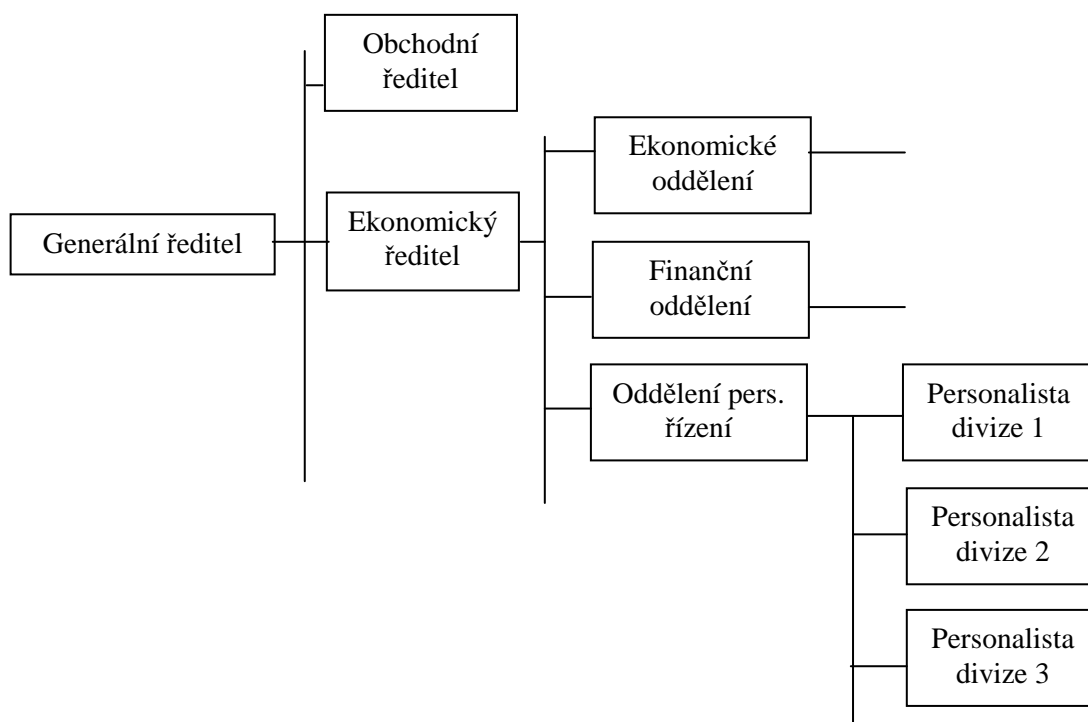 Obchodní
ředitel
Ekonomické
oddělení
Generální ředitel
Ekonomický
ředitel
Finanční
oddělení
Oddělení pers.
řízení
Personalista
divize 1
Personalista
divize 2
Personalista
divize 3